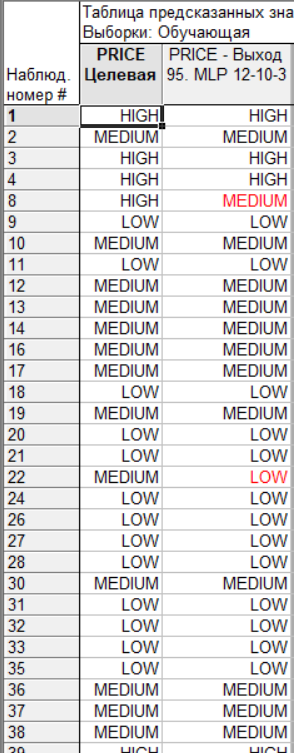 Таблица предсказанных зна
Выборки: Обучающая
Наблюд. номер # PRICE Целевая PRICE - Выход 95. MLP 12-10-3
1 HIGH HIGH
2 MEDIUM MEDIUM
3 HIGH HIGH
4 HIGH HIGH
8 HIGH MEDIUM
9 LOW LOW
10 MEDIUM MEDIUM
11 LOW LOW
12 MEDIUM MEDIUM
13 MEDIUM MEDIUM
14 MEDIUM MEDIUM
16 MEDIUM MEDIUM
17 MEDIUM MEDIUM
18 LOW LOW
19 MEDIUM MEDIUM
20 LOW LOW
21 LOW LOW
22 MEDIUM LOW
24 LOW LOW
26 LOW LOW
27 LOW LOW
28 LOW LOW
30 MEDIUM MEDIUM
31 LOW LOW
32 LOW LOW
33 LOW LOW
35 LOW LOW
36 MEDIUM MEDIUM
37 MEDIUM MEDIUM
38 MEDIUM MEDIUM
39 HIGH HIGH